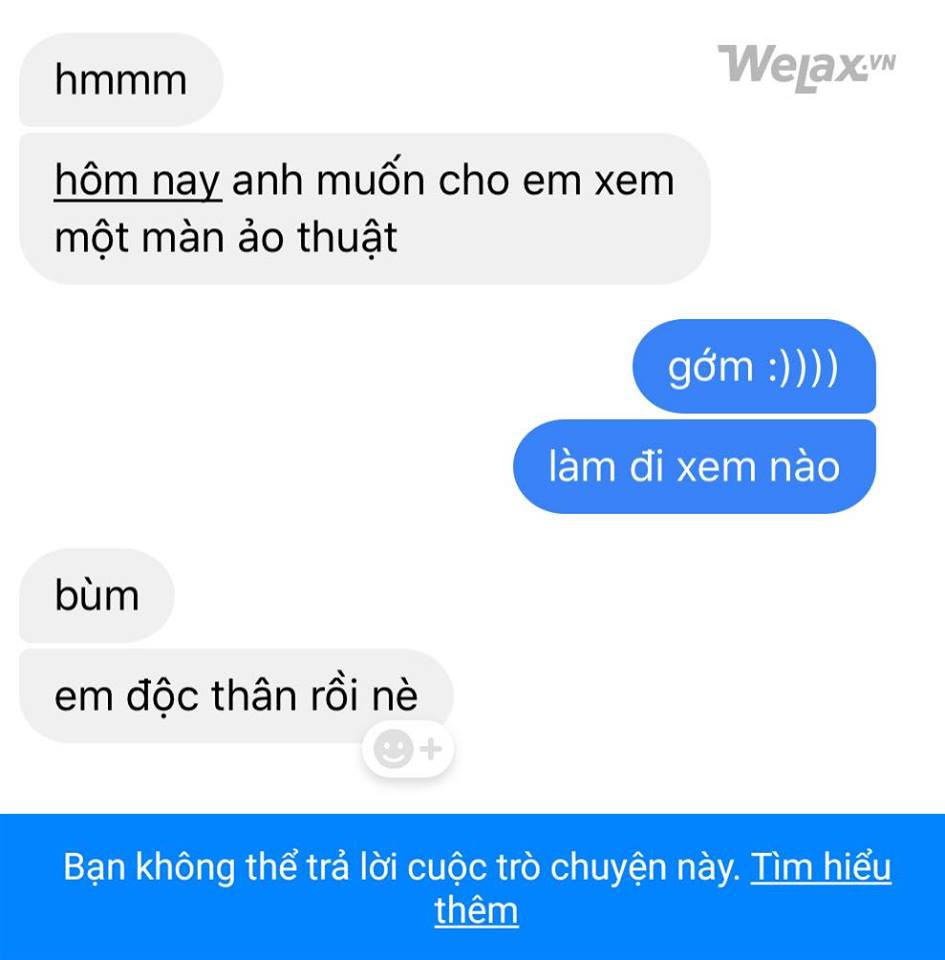 Welax.VN
hmmm
hôm nay anh muốn cho em xem
một màn ảo thuật
gớm :))))
làm đi xem nào
bùm
em độc thân rồi nè
Bạn không thể trả lời cuộc trò chuyện này. Tìm hiểu
thêm